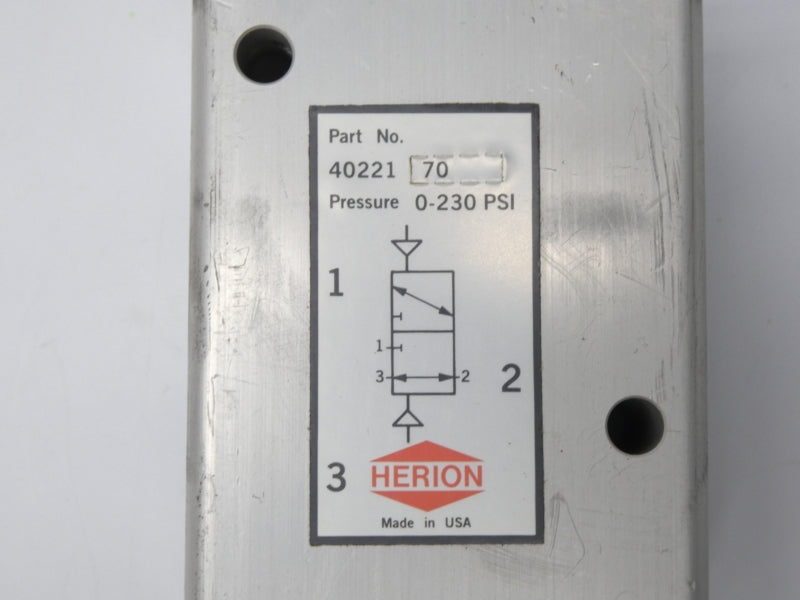 Part No.
40221 70
Pressure 0-230 PSI
1
1
3 2
2
3
HERION
Made in USA